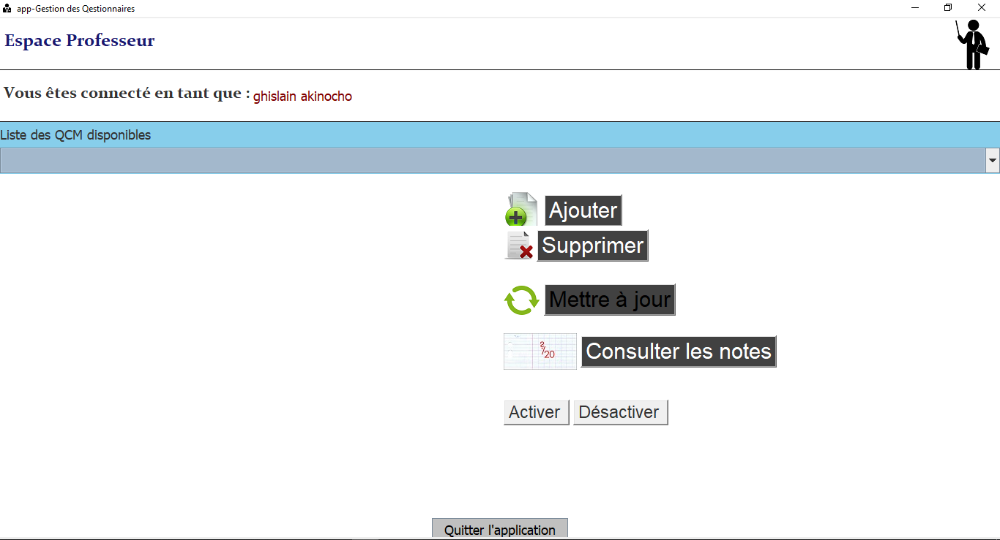 app-Gestion des Qestionnaires
Espace Professeur
Vous êtes connecté en tant que : ghislain akinocho
Liste des QCM disponibles
Ajouter
Supprimer
Mettre à jour
2/20 Consulter les notes
Activer Désactiver
Quitter l'application